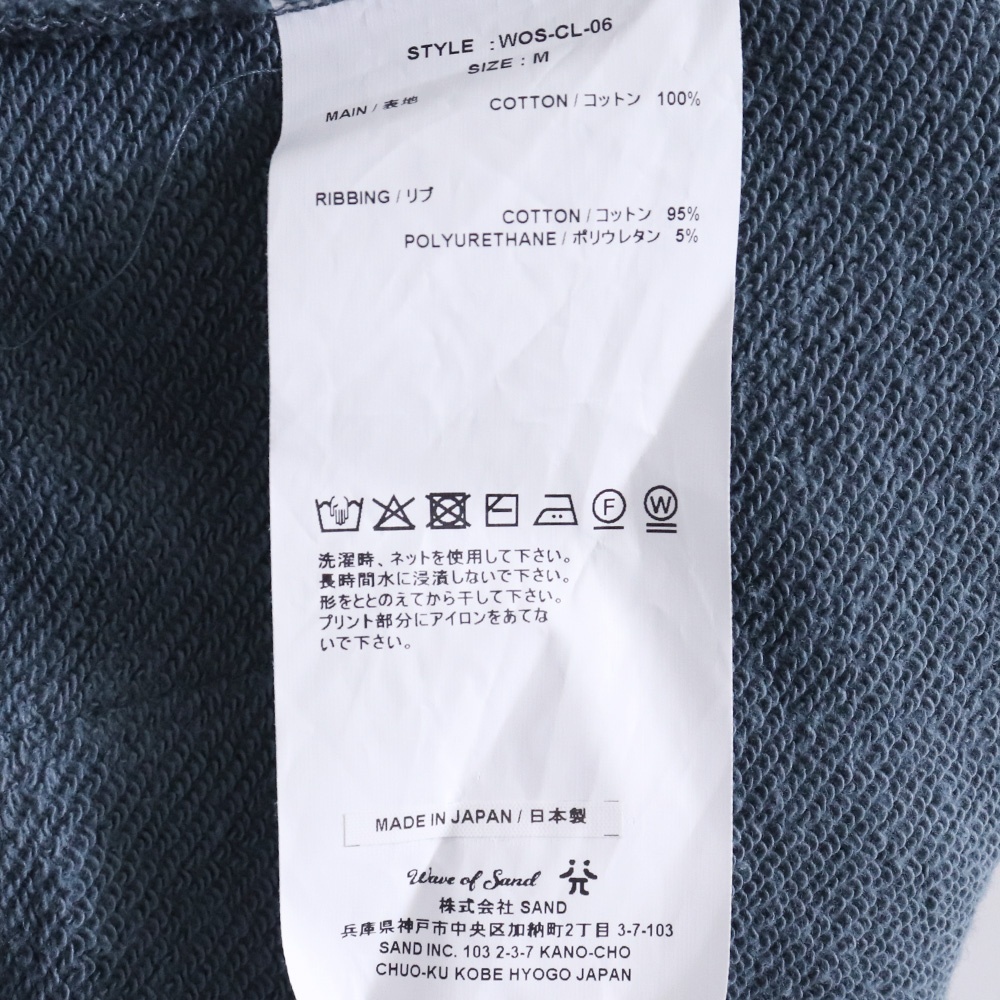 STYLE : WOS-CL-06
SIZE : M
MAIN / 表地 COTTON / コットン 100%
RIBBING / リブ
COTTON / コットン 95%
POLYURETHANE / ポリウレタン 5%
F W
洗濯時、ネットを使用して下さい。
長時間水に浸漬しないで下さい。
形をととのえてから干して下さい。
プリント部分にアイロンをあてな
いで下さい。
MADE IN JAPAN / 日本製
Wave of Sand
株式会社 SAND
兵庫県神戸市中央区加納町2丁目 3-7-103
SAND INC. 103 2-3-7 KANO-CHO
CHUO-KU KOBE HYOGO JAPAN